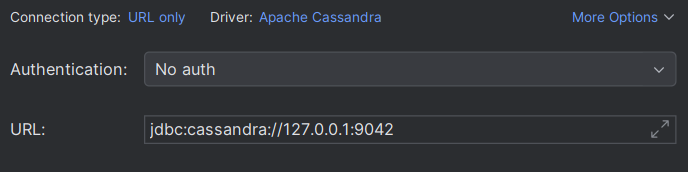 Connection type: URL only Driver: Apache Cassandra More Options
Authentication: No auth
URL: jdbc:cassandra://127.0.0.1:9042